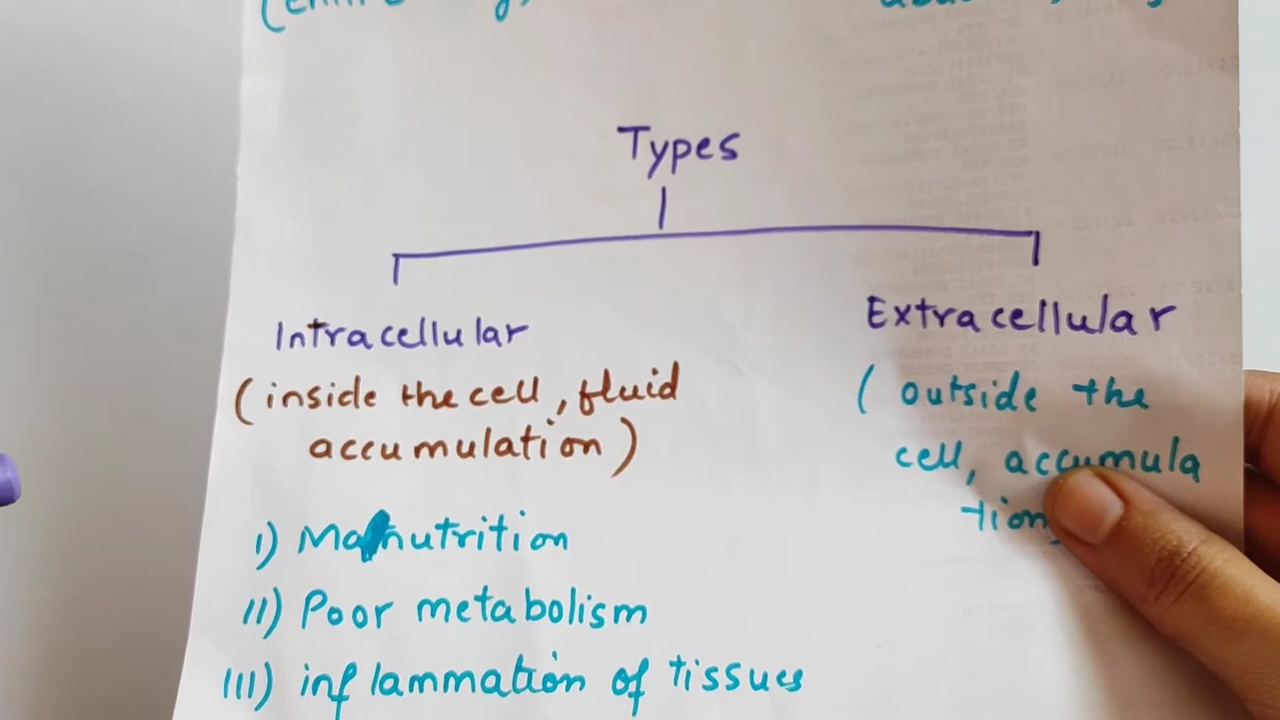 Types
Intracellular
Extracellular
(inside the cell, fluid
accumulation)
( outside the
cell, accumula
tion
I) Malnutrition
II) Poor metabolism
III) inflammation of tissues